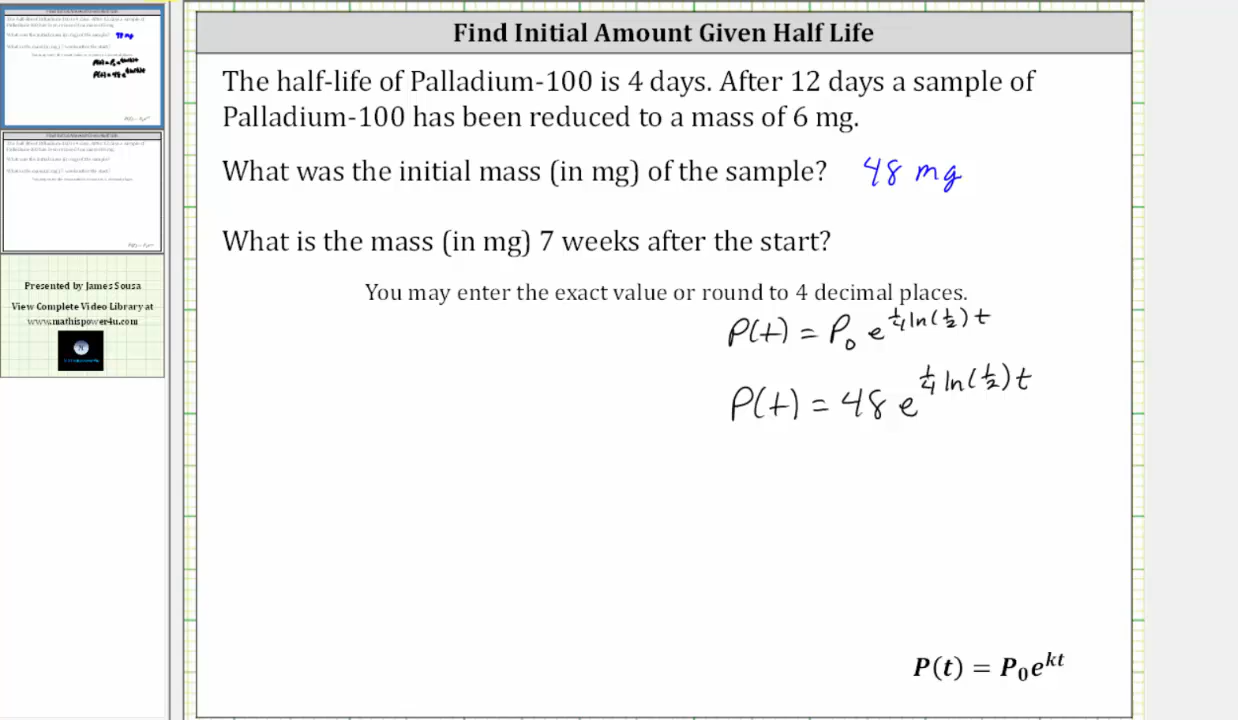 Find Initial Amount Given Half Life
The half-life of Palladium-100 is 4 days. After 12 days a sample of
Palladium-100 has been reduced to a mass of 6 mg.
What was the initial mass (in mg) of the sample? 48 mg
What is the mass (in mg) 7 weeks after the start?
You may enter the exact value or round to 4 decimal places.
P(t) = P₀ e^{¼ ln(½) t}
P(t) = 48 e^{¼ ln(½) t}
P(t) = P₀e^{kt}
Presented by James Sousa
View Complete Video Library at
www.mathispower4u.com